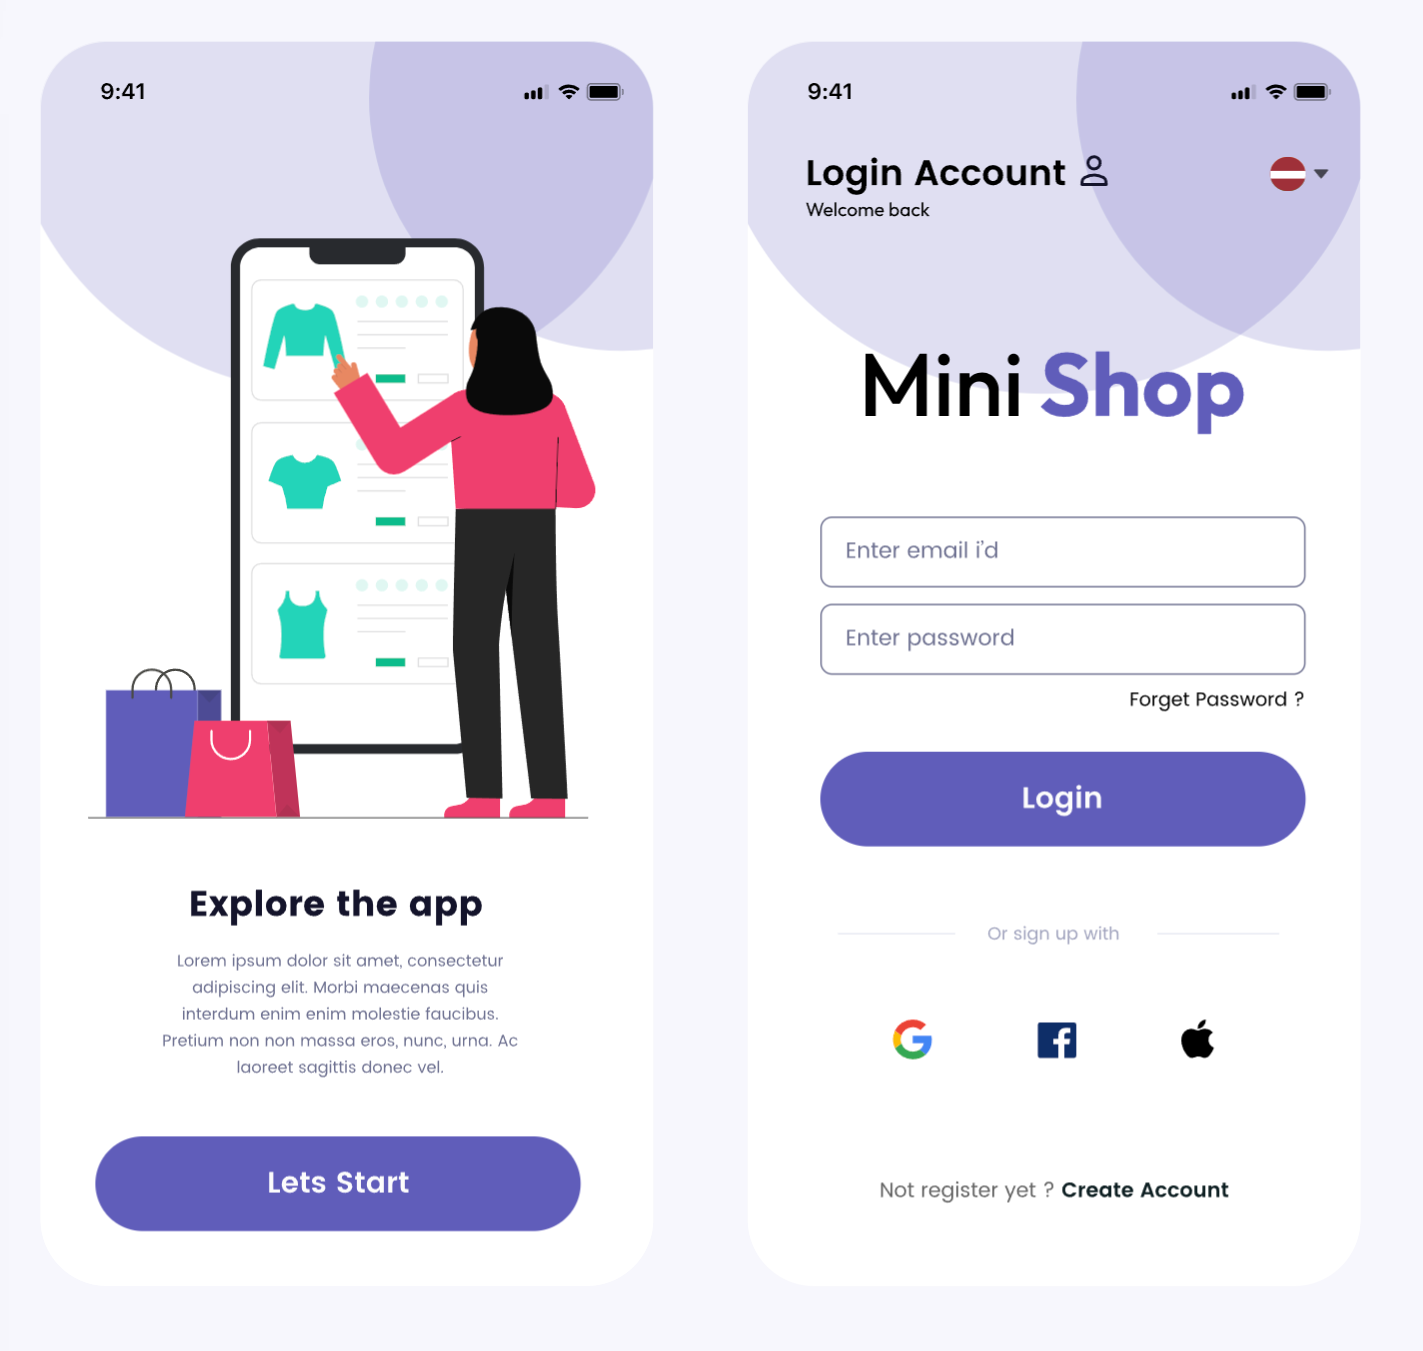 9:41
Explore the app
Lorem ipsum dolor sit amet, consectetur
adipiscing elit. Morbi maecenas quis
interdum enim enim molestie faucibus.
Pretium non non massa eros, nunc, urna. Ac
laoreet sagittis donec vel.
Lets Start
9:41
Login Account
Welcome back
Mini Shop
Enter email i'd
Enter password
Forget Password ?
Login
Or sign up with
Not register yet ? Create Account